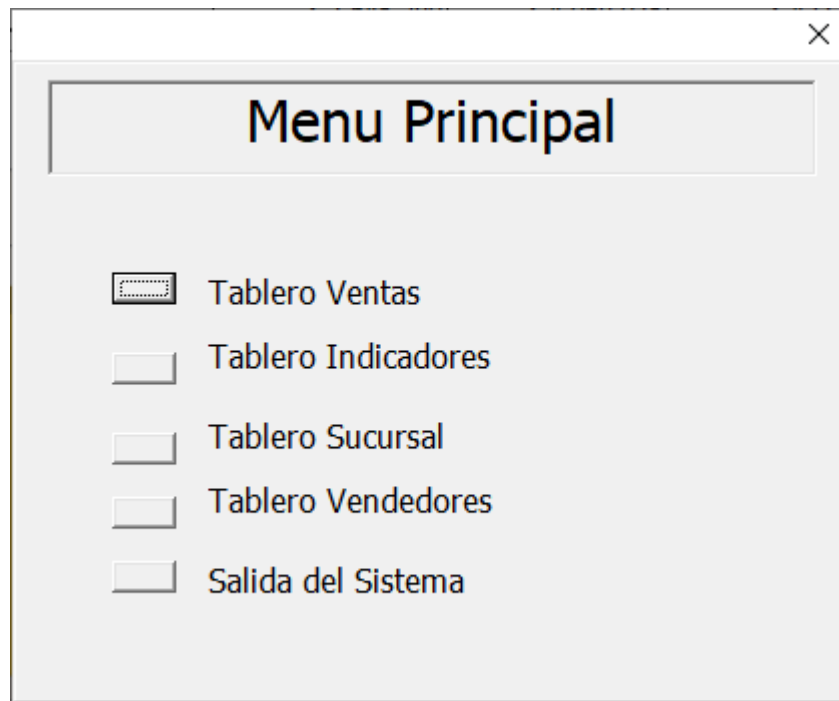 Menu Principal
Tablero Ventas
Tablero Indicadores
Tablero Sucursal
Tablero Vendedores
Salida del Sistema